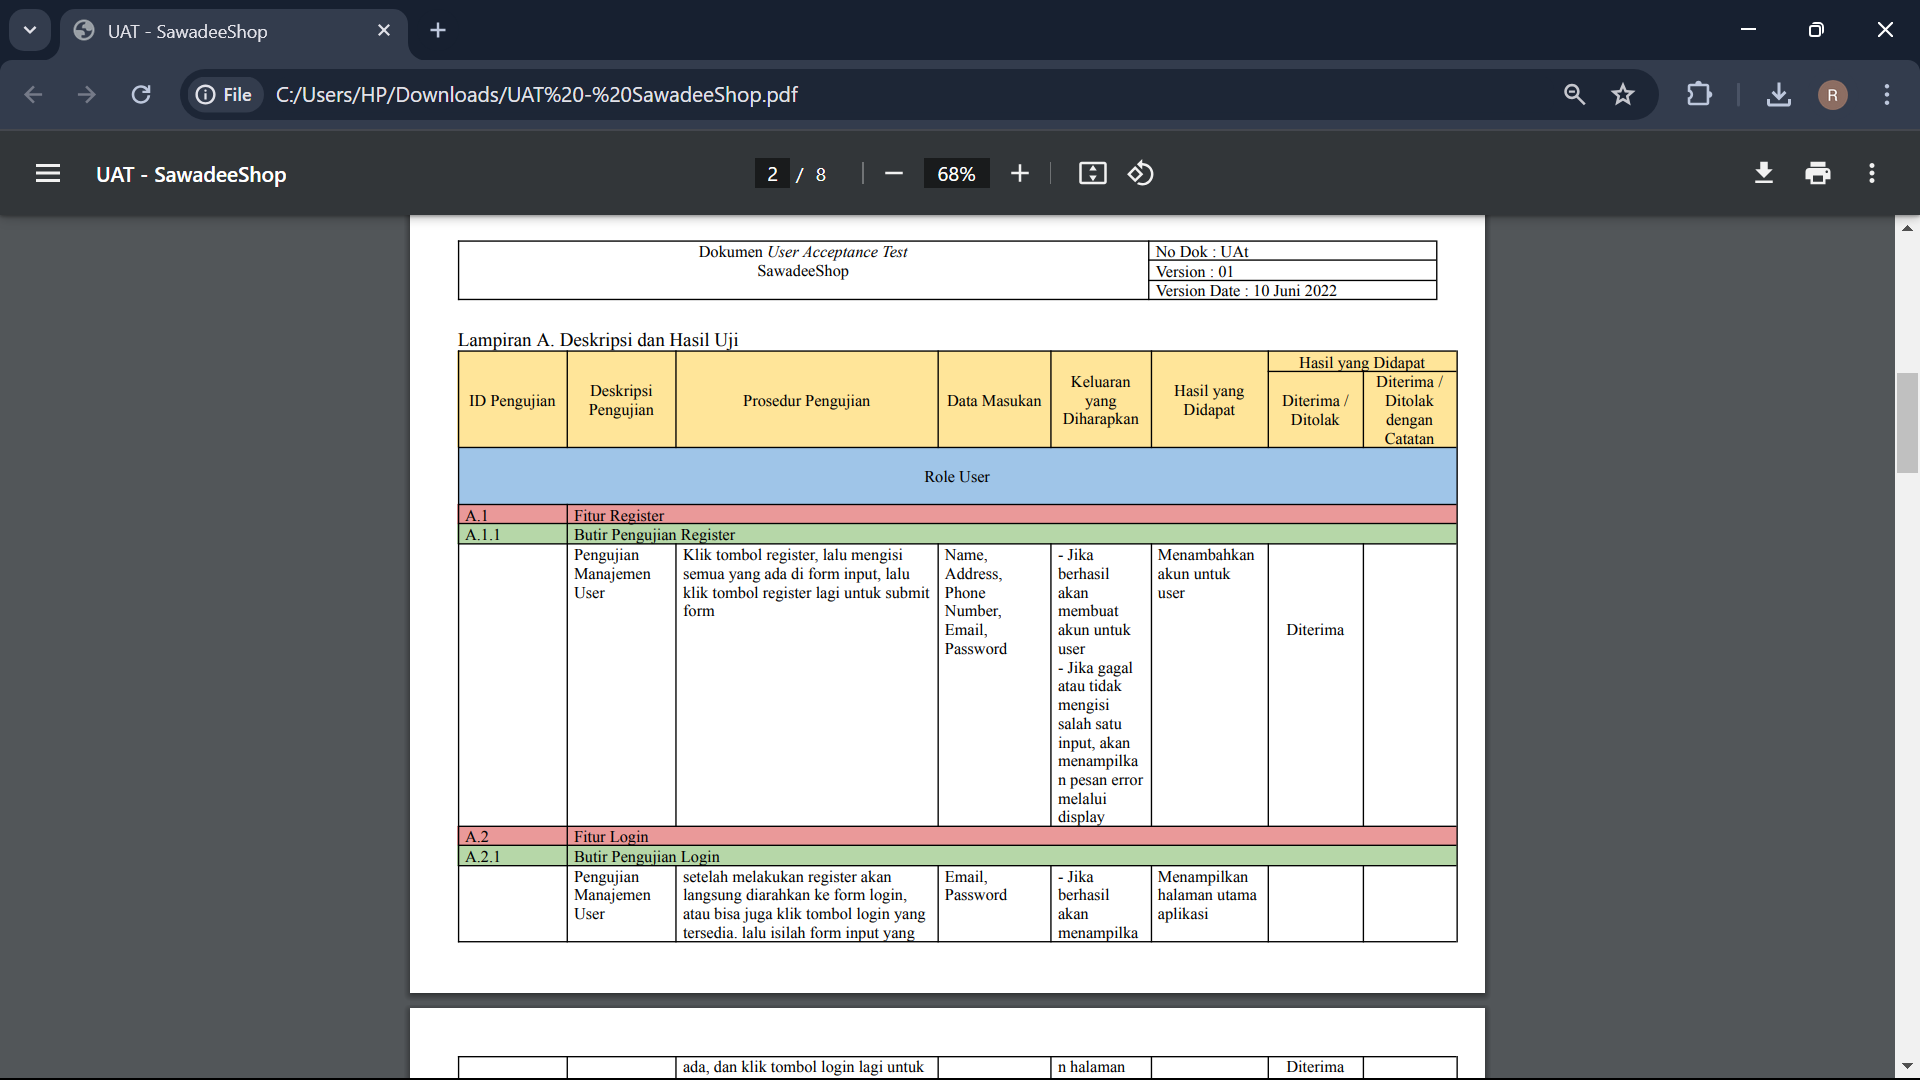 UAT - SawadeeShop
File
C:/Users/HP/Downloads/UAT%20-%20SawadeeShop.pdf
R
UAT - SawadeeShop
2 / 8
68%
Dokumen User Acceptance Test
SawadeeShop
No Dok : UAt
Version : 01
Version Date : 10 Juni 2022
Lampiran A. Deskripsi dan Hasil Uji
ID Pengujian
Deskripsi
Pengujian
Prosedur Pengujian
Data Masukan
Keluaran
yang
Diharapkan
Hasil yang
Didapat
Hasil yang Didapat
Diterima /
Ditolak
Diterima /
Ditolak
dengan
Catatan
Role User
A.1 Fitur Register
A.1.1 Butir Pengujian Register
Pengujian
Manajemen
User
Klik tombol register, lalu mengisi
semua yang ada di form input, lalu
klik tombol register lagi untuk submit
form
Name,
Address,
Phone
Number,
Email,
Password
- Jika
berhasil
akan
membuat
akun untuk
user
- Jika gagal
atau tidak
mengisi
salah satu
input, akan
menampilka
n pesan error
melalui
display
Menambahkan
akun untuk
user
Diterima
A.2 Fitur Login
A.2.1 Butir Pengujian Login
Pengujian
Manajemen
User
setelah melakukan register akan
langsung diarahkan ke form login,
atau bisa juga klik tombol login yang
tersedia. lalu isilah form input yang
Email,
Password
- Jika
berhasil
akan
menampilka
Menampilkan
halaman utama
aplikasi
ada, dan klik tombol login lagi untuk
n halaman
Diterima